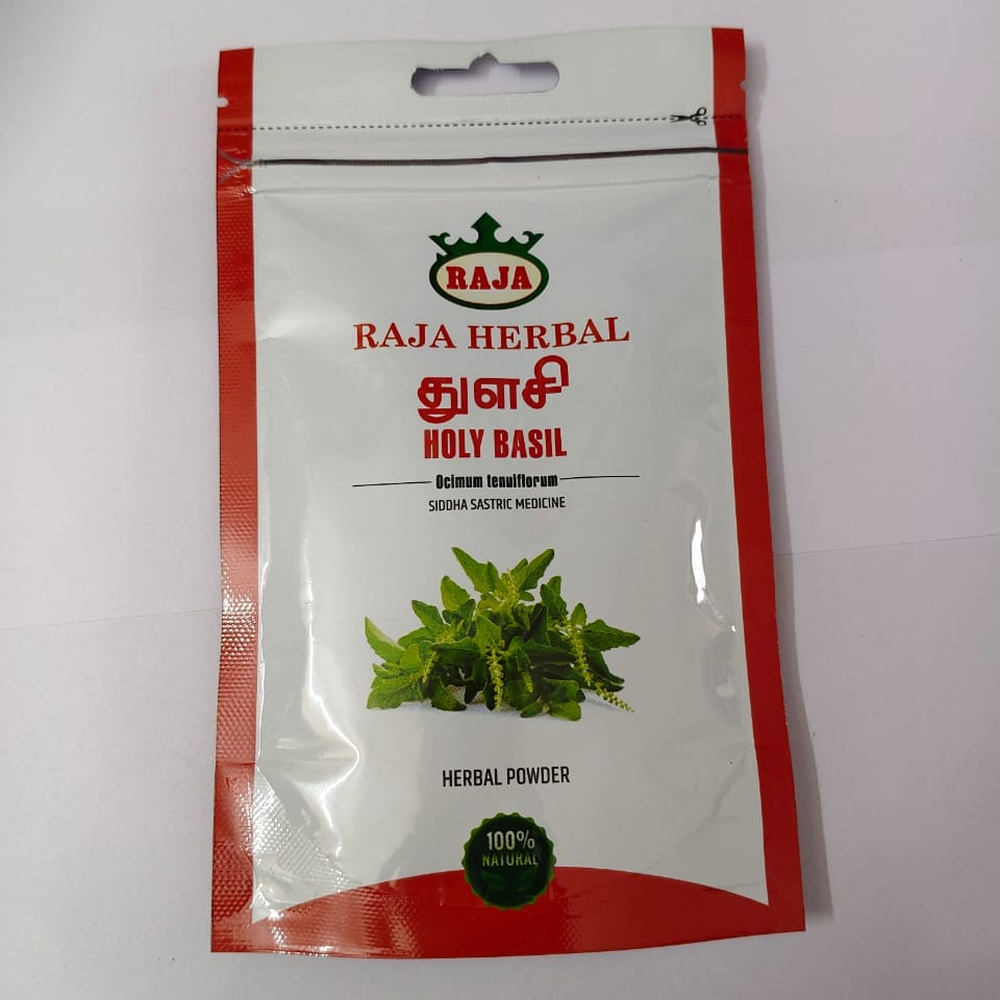 RAJA
RAJA HERBAL
துளசி
HOLY BASIL
Ocimum tenuiflorum
SIDDHA SASTRIC MEDICINE
HERBAL POWDER
100%
NATURAL